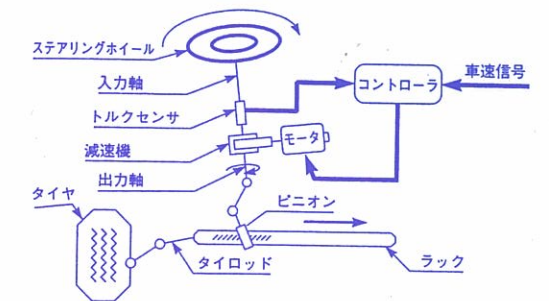 ステアリングホイール
入力軸
トルクセンサ
減速機
出力軸
タイヤ
タイロッド
モータ
コントローラ
車速信号
ピニオン
ラック